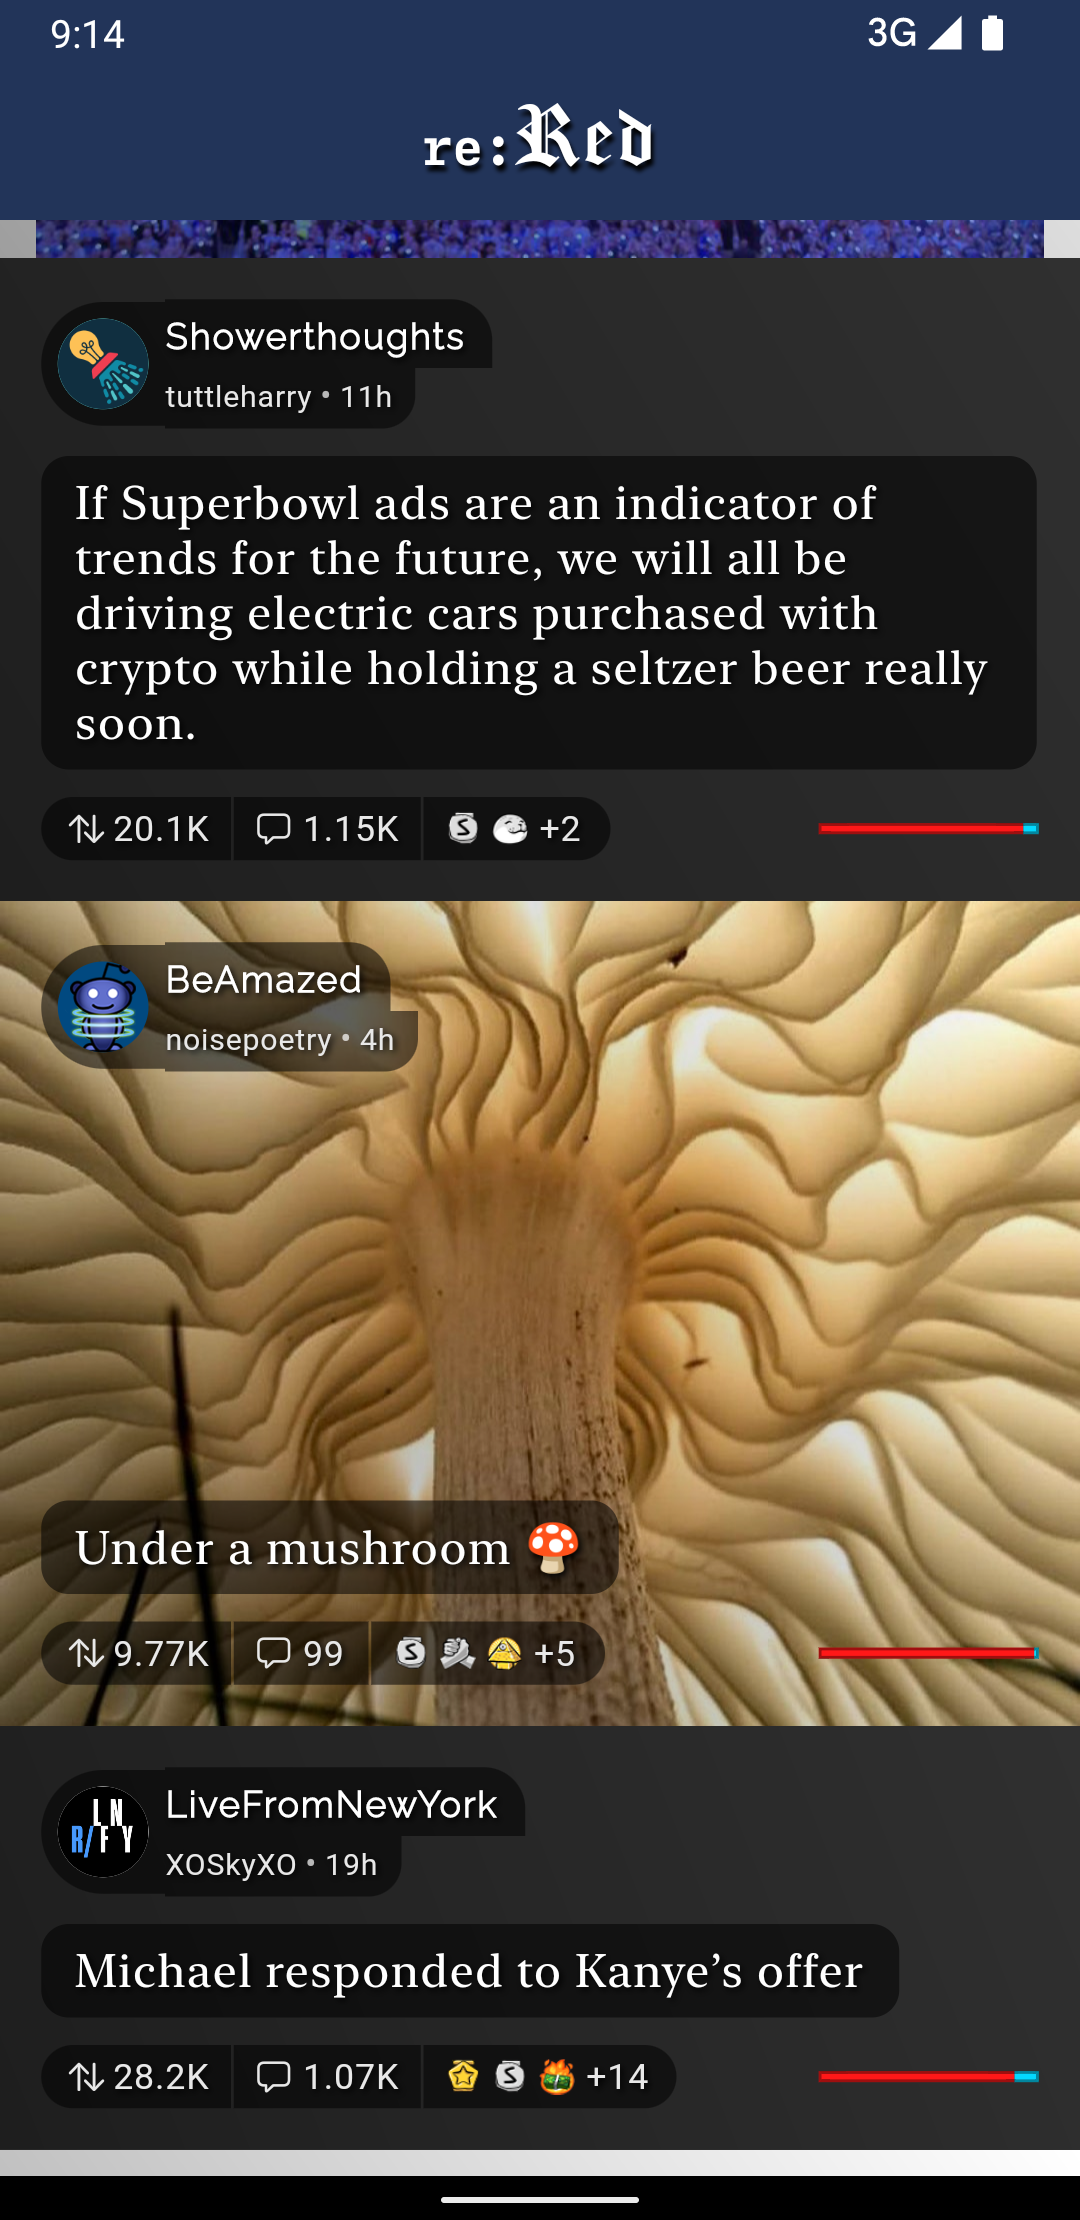 9:14
3G
re:Red
Showerthoughts
tuttleharry • 11h
If Superbowl ads are an indicator of
trends for the future, we will all be
driving electric cars purchased with
crypto while holding a seltzer beer really
soon.
20.1K 1.15K S +2
BeAmazed
noisepoetry • 4h
Under a mushroom 🍄
9.77K 99 S +5
LN
R/FY
LiveFromNewYork
XOSkyXO • 19h
Michael responded to Kanye’s offer
28.2K 1.07K S +14